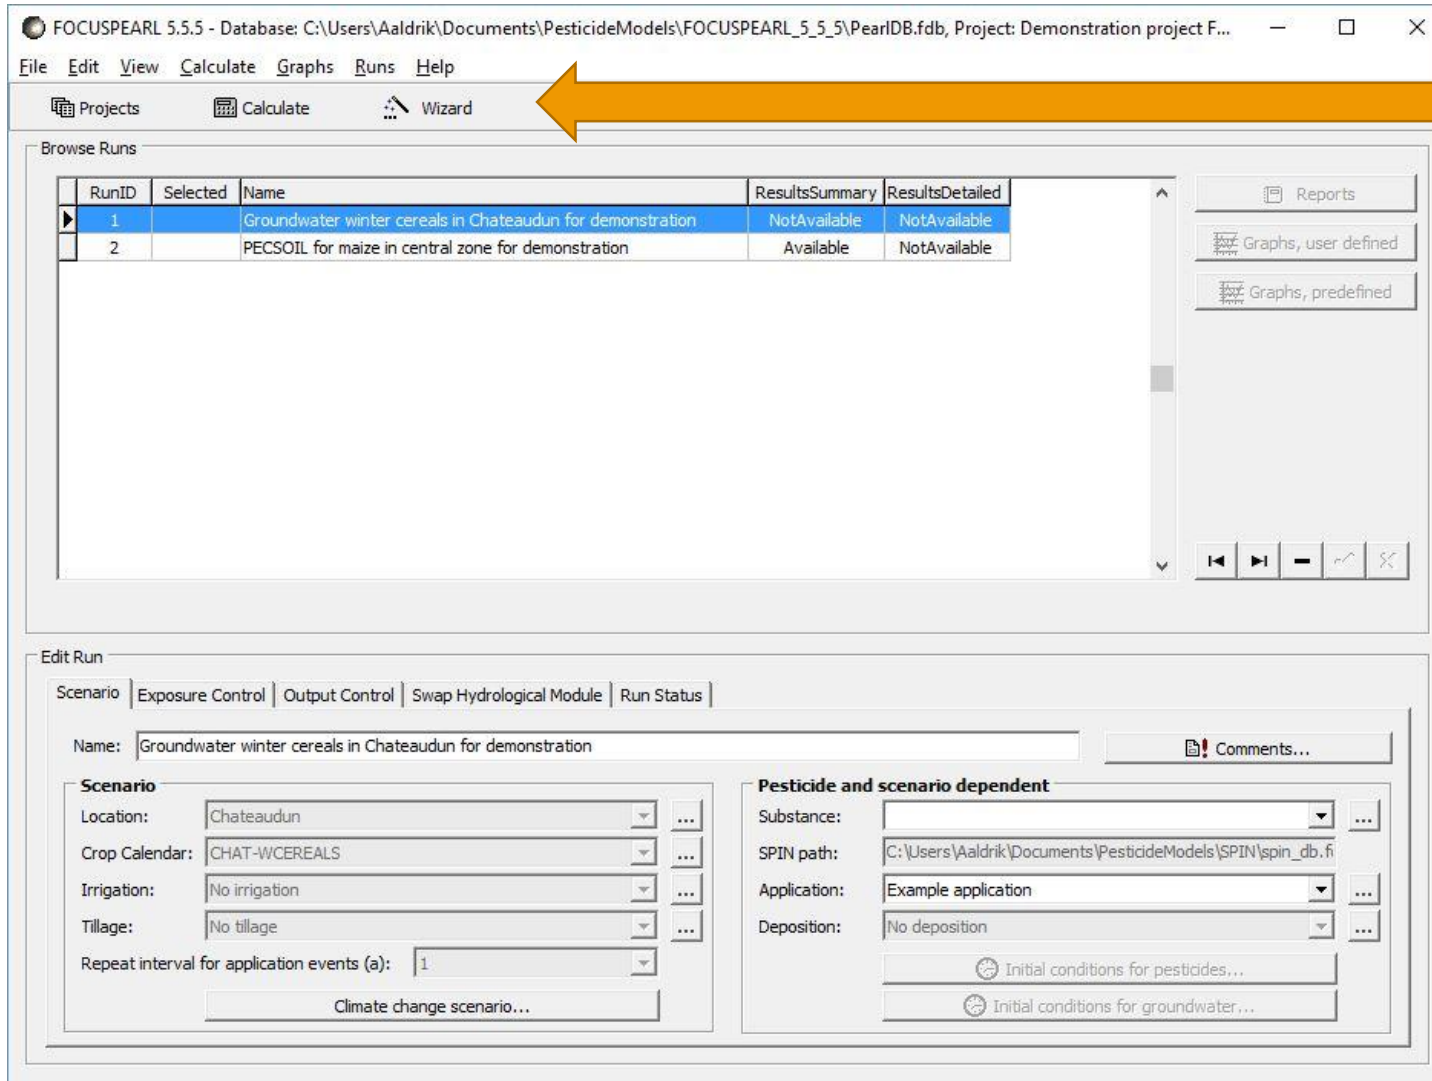 FOCUSPEARL 5.5.5 - Database: C:\Users\Aaldrik\Documents\PesticideModels\FOCUSPEARL_5_5_5\PearlDB.fdb, Project: Demonstration project F...
File Edit View Calculate Graphs Runs Help
Projects Calculate Wizard
Browse Runs
RunID Selected Name ResultsSummary ResultsDetailed
1 Groundwater winter cereals in Chateaudun for demonstration NotAvailable NotAvailable
2 PECSOIL for maize in central zone for demonstration Available NotAvailable
Reports
Graphs, user defined
Graphs, predefined
Edit Run
Scenario Exposure Control Output Control Swap Hydrological Module Run Status
Name: Groundwater winter cereals in Chateaudun for demonstration Comments...
Scenario
Location: Chateaudun ...
Crop Calendar: CHAT-WCEREALS ...
Irrigation: No irrigation ...
Tillage: No tillage ...
Repeat interval for application events (a): 1
Climate change scenario...
Pesticide and scenario dependent
Substance: ...
SPIN path: C:\Users\Aaldrik\Documents\PesticideModels\SPIN\spin_db.f
Application: Example application ...
Deposition: No deposition ...
Initial conditions for pesticides...
Initial conditions for groundwater...